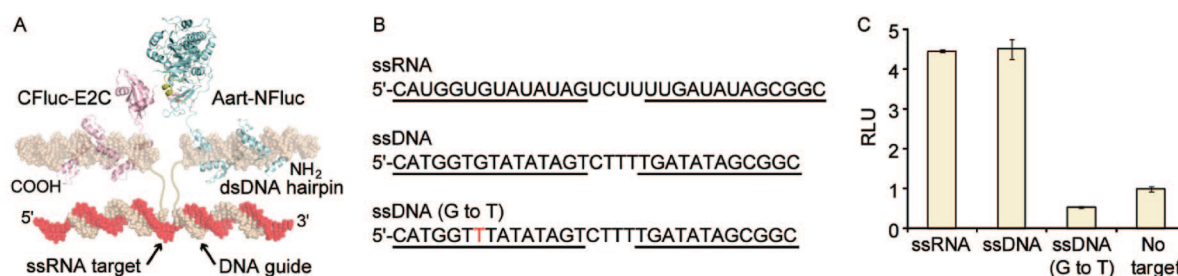 A
CFluc-E2C
Aart-NFluc
COOH
NH2
dsDNA hairpin
5'
3'
ssRNA target
DNA guide
B
ssRNA
5'-CAUGGUGUAUAUAGUCUUUUGAUAUAGCGGC
ssDNA
5'-CATGGTGTATATAGTCTTTTGATATAGCGGC
ssDNA (G to T)
5'-CATGGTTTATATAGTCTTTTGATATAGCGGC
C
RLU
5
4
3
2
1
0
ssRNA
ssDNA
ssDNA
(G to T)
No
target